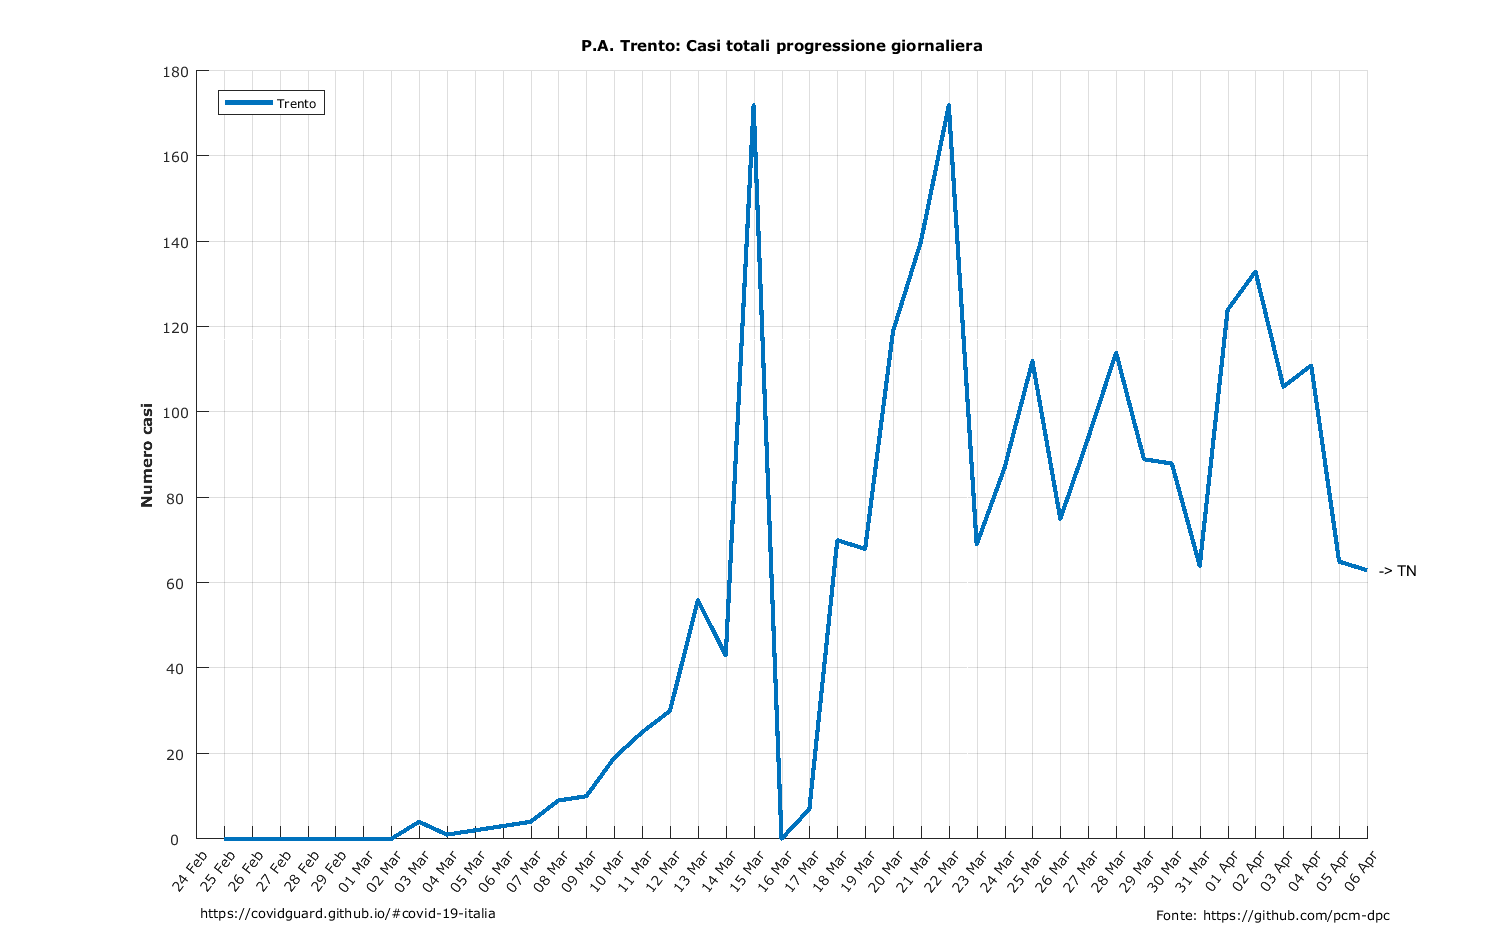 P.A. Trento: Casi totali progressione giornaliera
Trento
Numero casi
180
160
140
120
100
80
60
40
20
0
-> TN
24 Feb
25 Feb
26 Feb
27 Feb
28 Feb
29 Feb
01 Mar
02 Mar
03 Mar
04 Mar
05 Mar
06 Mar
07 Mar
08 Mar
09 Mar
10 Mar
11 Mar
12 Mar
13 Mar
14 Mar
15 Mar
16 Mar
17 Mar
18 Mar
19 Mar
20 Mar
21 Mar
22 Mar
23 Mar
24 Mar
25 Mar
26 Mar
27 Mar
28 Mar
29 Mar
30 Mar
31 Mar
01 Apr
02 Apr
03 Apr
04 Apr
05 Apr
06 Apr
https://covidguard.github.io/#covid-19-italia
Fonte: https://github.com/pcm-dpc